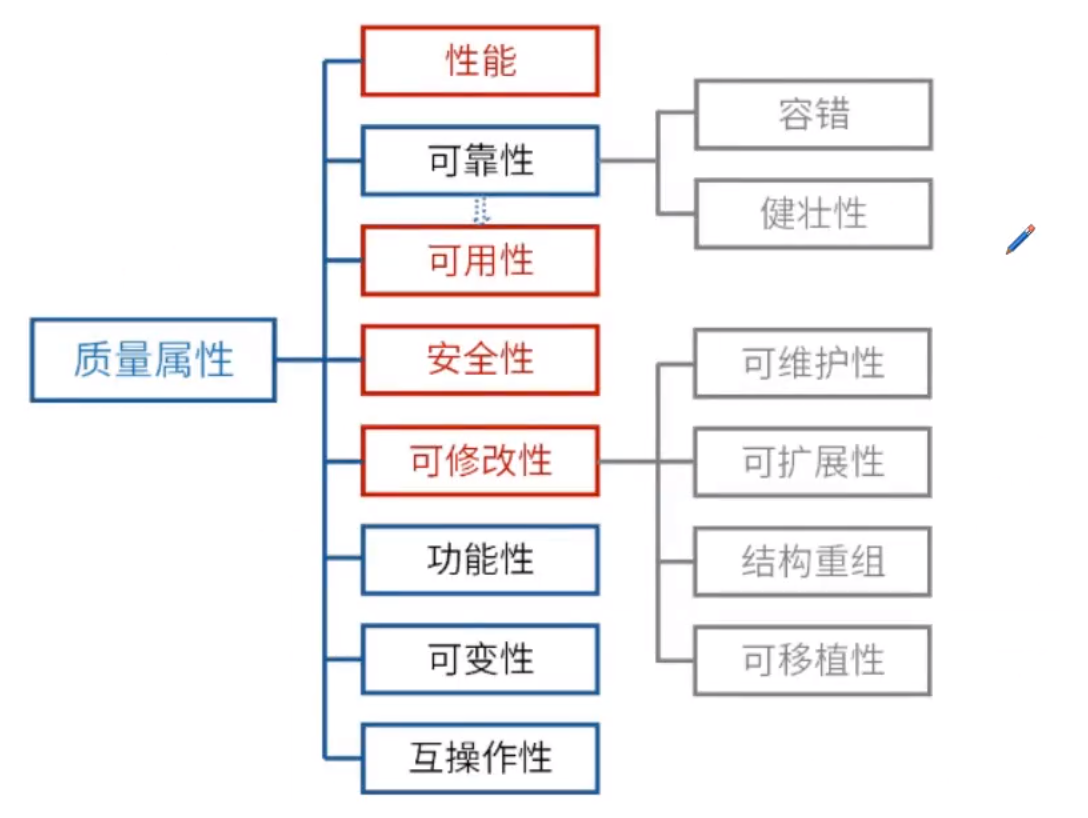 性能
可靠性
容错
健壮性
可用性
质量属性
安全性
可修改性
可维护性
可扩展性
结构重组
可移植性
功能性
可变性
互操作性